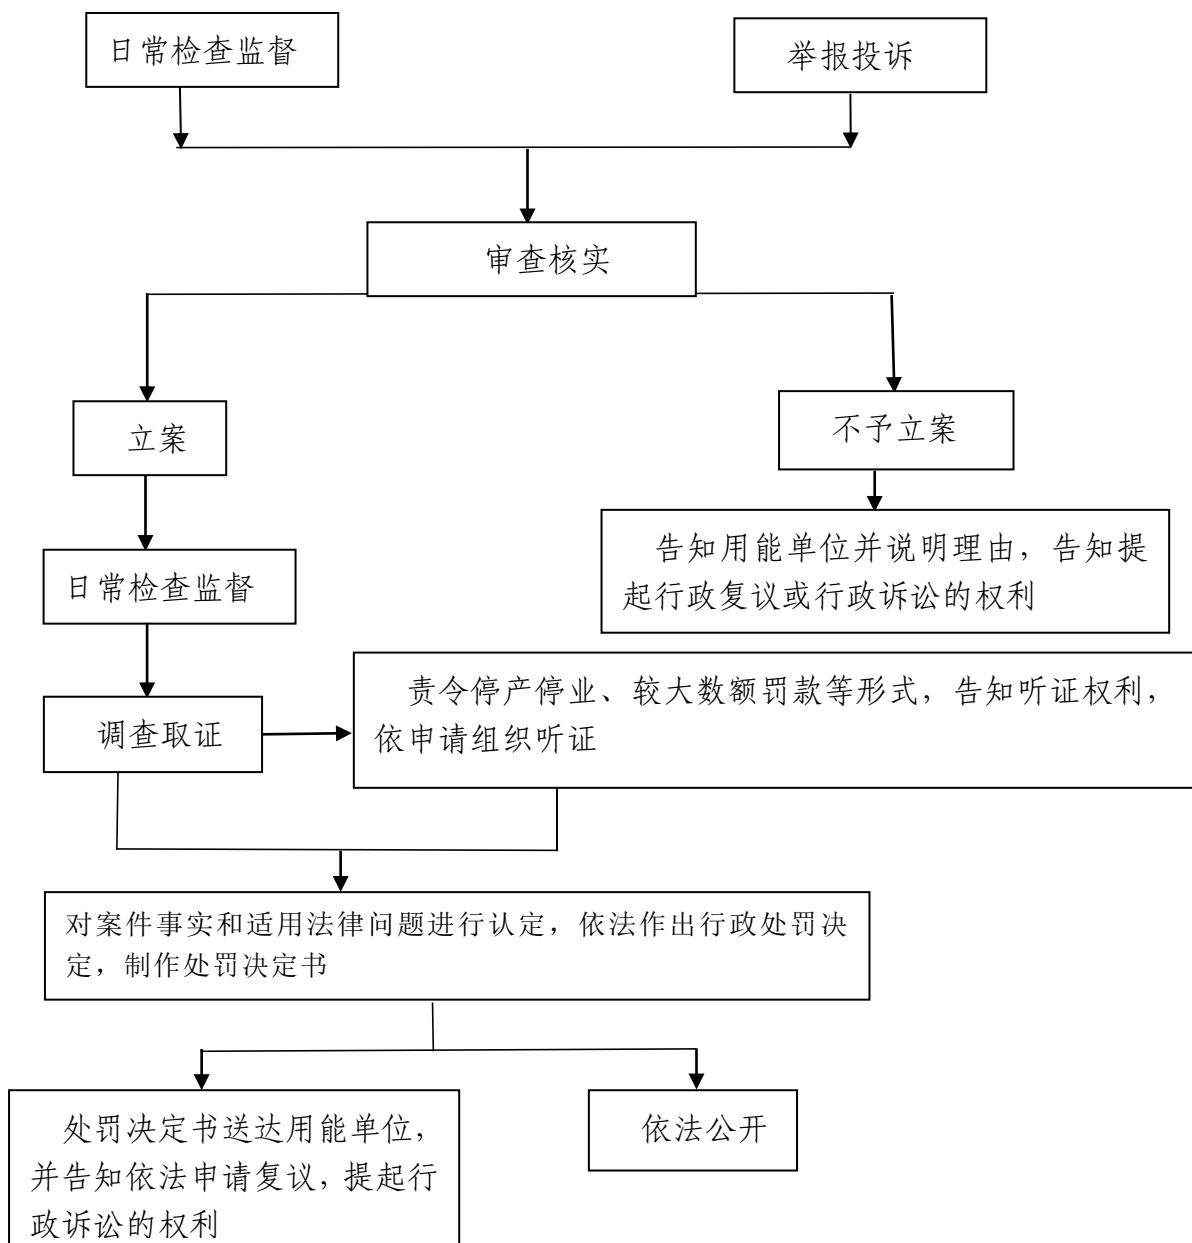 日常检查监督
举报投诉
审查核实
立案
不予立案
告知用能单位并说明理由，告知提
起行政复议或行政诉讼的权利
日常检查监督
责令停产停业、较大数额罚款等形式，告知听证权利，
依申请组织听证
调查取证
对案件事实和适用法律问题进行认定，依法作出行政处罚决
定，制作处罚决定书
处罚决定书送达用能单位，
并告知依法申请复议，提起行
政诉讼的权利
依法公开